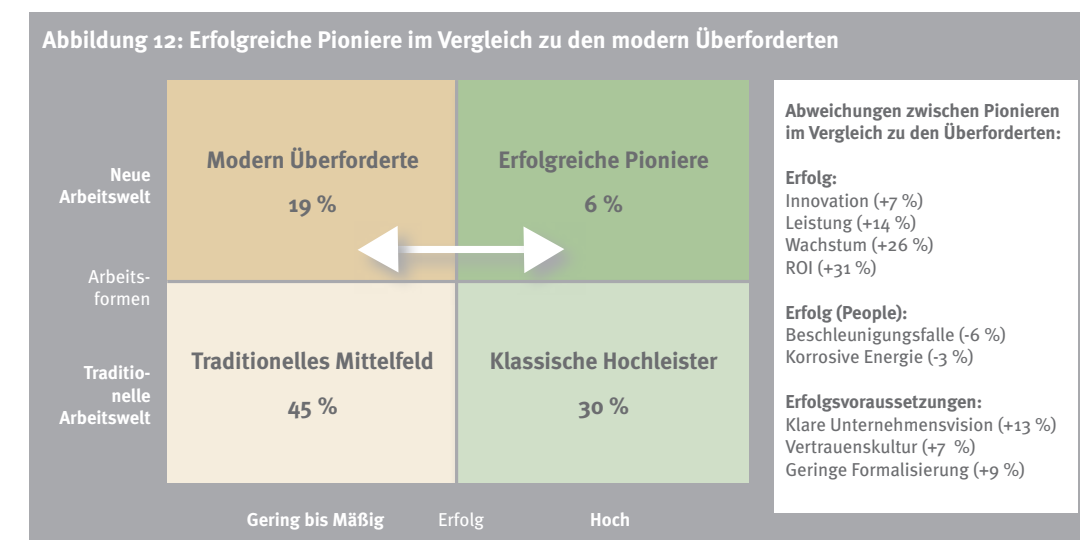 Abbildung 12: Erfolgreiche Pioniere im Vergleich zu den modern Überforderten
Neue
Arbeitswelt
Arbeits-
formen
Traditio-
nelle
Arbeitswelt
Modern Überforderte
19 %
Erfolgreiche Pioniere
6 %
Traditionelles Mittelfeld
45 %
Klassische Hochleister
30 %
Gering bis Mäßig
Erfolg
Hoch
Abweichungen zwischen Pionieren
im Vergleich zu den Überforderten:
Erfolg:
Innovation (+7 %)
Leistung (+14 %)
Wachstum (+26 %)
ROI (+31 %)
Erfolg (People):
Beschleunigungsfalle (-6 %)
Korrosive Energie (-3 %)
Erfolgsvoraussetzungen:
Klare Unternehmensvision (+13 %)
Vertrauenskultur (+7 %)
Geringe Formalisierung (+9 %)